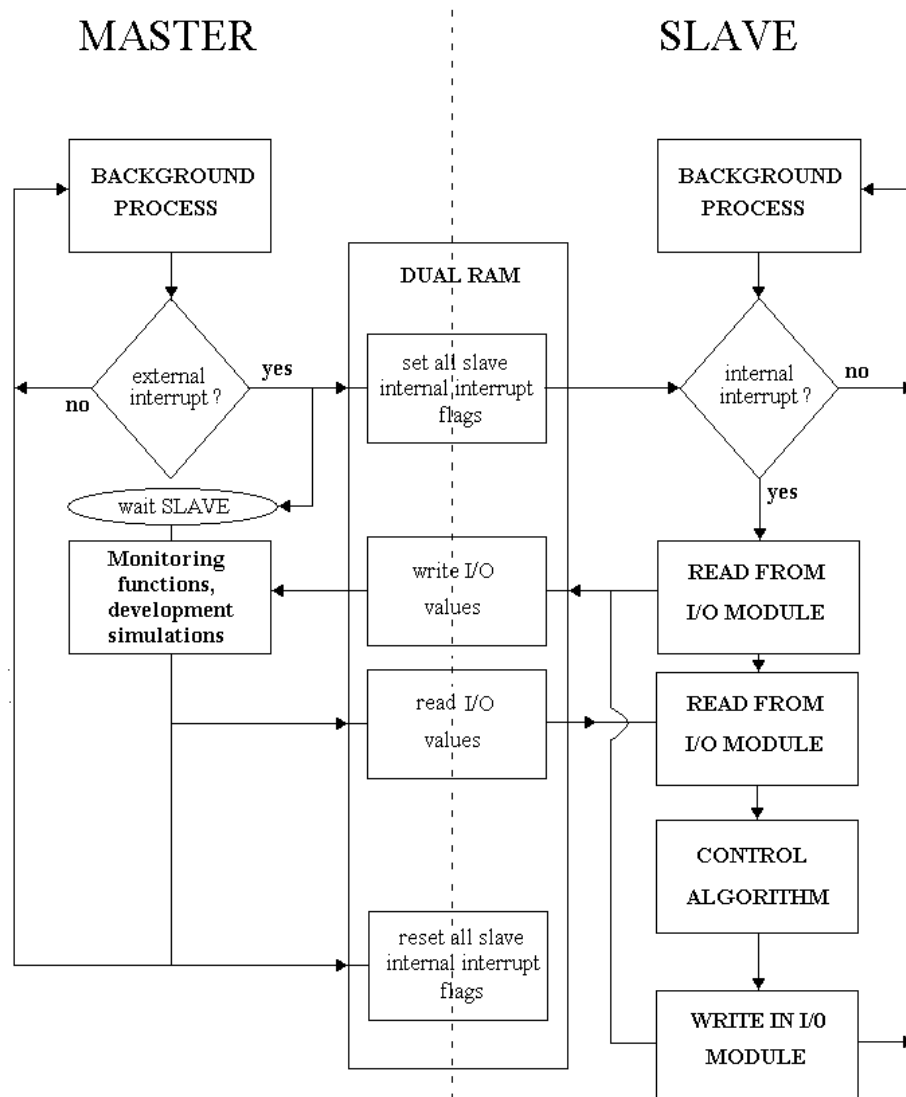 MASTER
SLAVE
BACKGROUND
PROCESS
BACKGROUND
PROCESS
DUAL RAM
external
interrupt ?
yes
no
set all slave
internal interrupt
flags
internal
interrupt ?
no
yes
wait SLAVE
Monitoring
functions,
development
simulations
write I/O
values
READ FROM
I/O MODULE
read I/O
values
READ FROM
I/O MODULE
CONTROL
ALGORITHM
reset all slave
internal interrupt
flags
WRITE IN I/0
MODULE